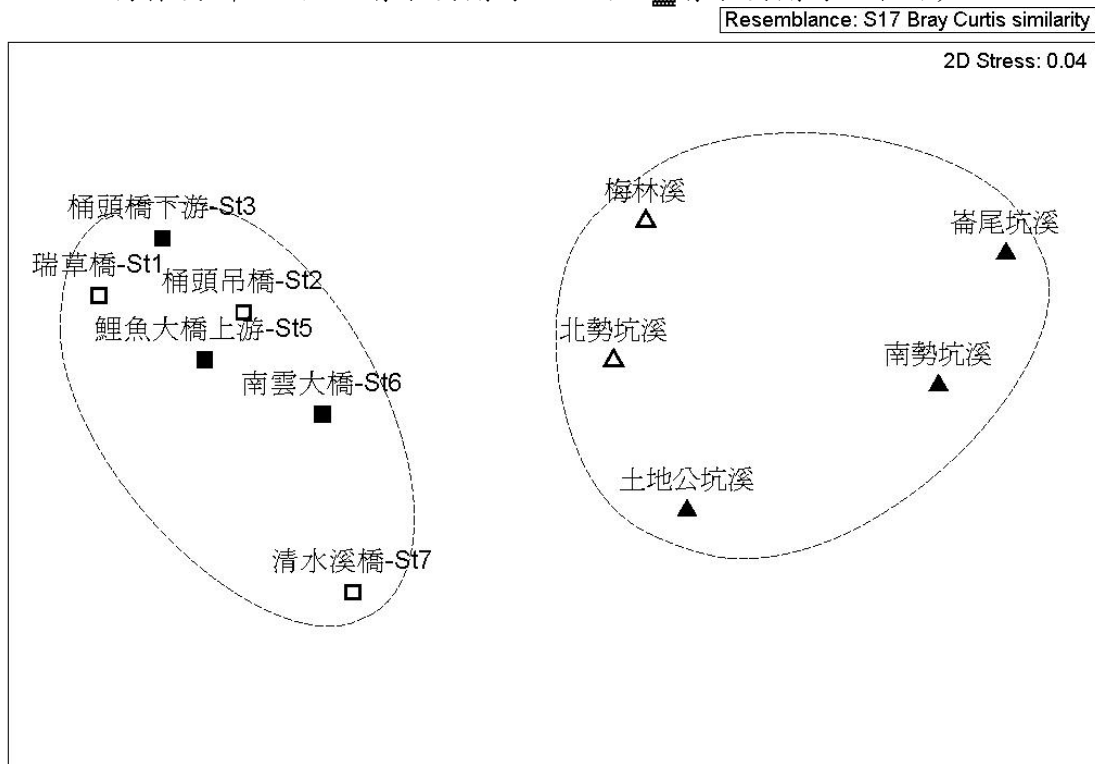 Resemblance: S17 Bray Curtis similarity
2D Stress: 0.04
梅林溪
桶頭橋下游-St3
崙尾坑溪
瑞草橋-St1
桶頭吊橋-St2
鯉魚大橋上游-St5
北勢坑溪
南勢坑溪
南雲大橋-St6
土地公坑溪
清水溪橋-St7